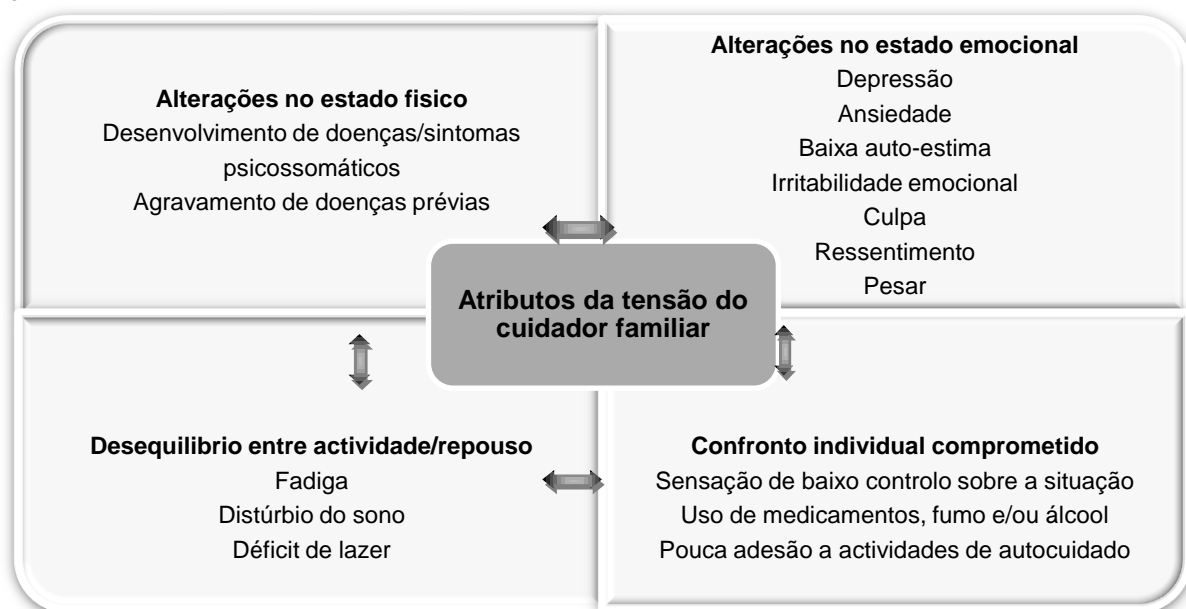 Alterações no estado fisico
Desenvolvimento de doenças/sintomas
psicossomáticos
Agravamento de doenças prévias
Alterações no estado emocional
Depressão
Ansiedade
Baixa auto-estima
Irritabilidade emocional
Culpa
Ressentimento
Pesar
Atributos da tensão do
cuidador familiar
Desequilibrio entre actividade/repouso
Fadiga
Distúrbio do sono
Déficit de lazer
Confronto individual comprometido
Sensação de baixo controlo sobre a situação
Uso de medicamentos, fumo e/ou álcool
Pouca adesão a actividades de autocuidado